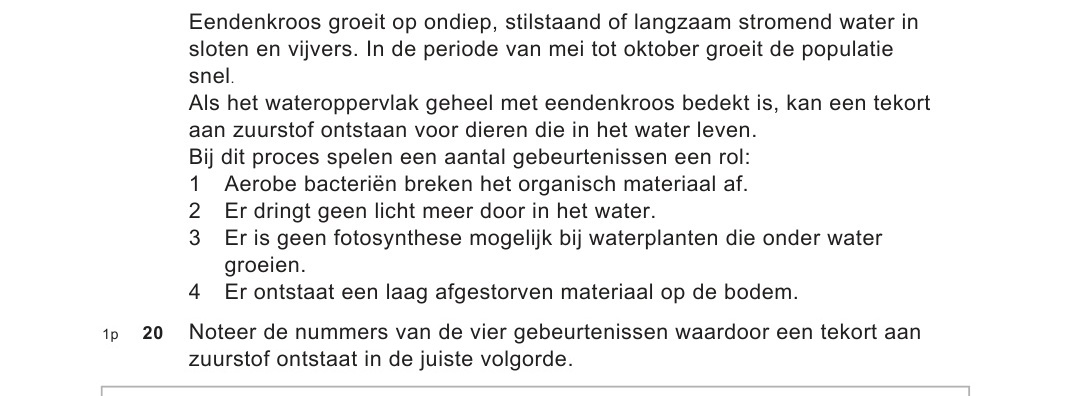 Eendenkroos groeit op ondiep, stilstaand of langzaam stromend water in
sloten en vijvers. In de periode van mei tot oktober groeit de populatie
snel.
Als het wateroppervlak geheel met eendenkroos bedekt is, kan een tekort
aan zuurstof ontstaan voor dieren die in het water leven.
Bij dit proces spelen een aantal gebeurtenissen een rol:
1 Aerobe bacteriën breken het organisch materiaal af.
2 Er dringt geen licht meer door in het water.
3 Er is geen fotosynthese mogelijk bij waterplanten die onder water
groeien.
4 Er ontstaat een laag afgestorven materiaal op de bodem.
1p 20 Noteer de nummers van de vier gebeurtenissen waardoor een tekort aan
zuurstof ontstaat in de juiste volgorde.